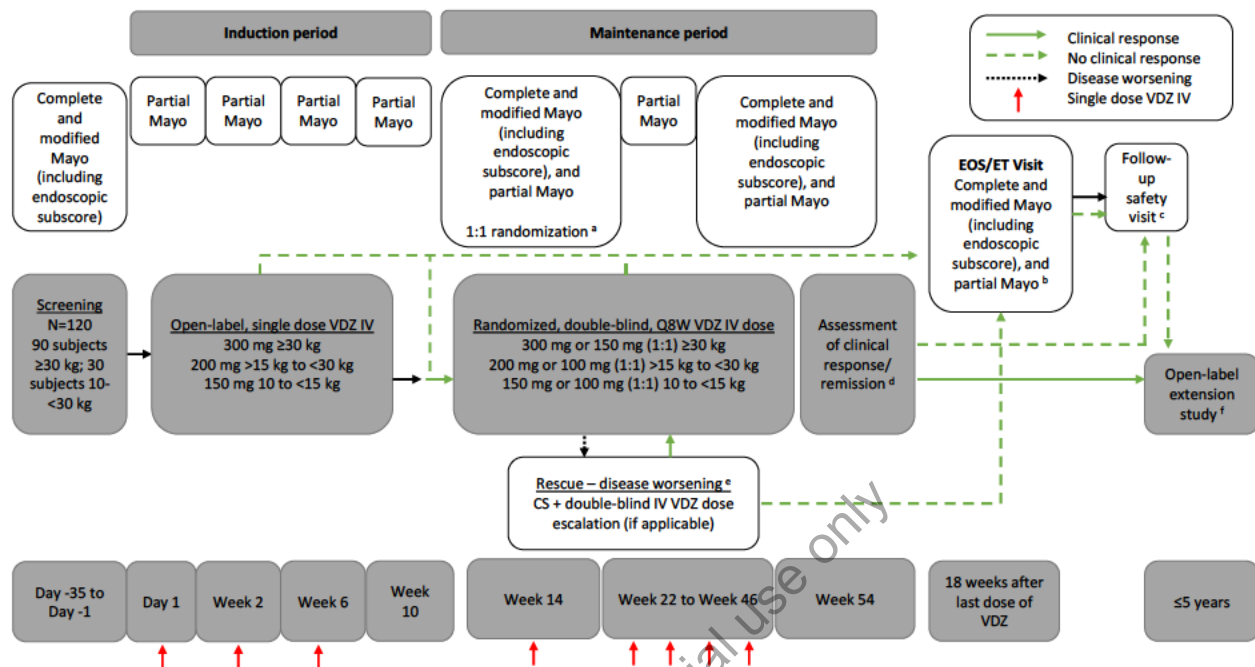 Induction period
Maintenance period
Clinical response
No clinical response
Disease worsening
Single dose VDZ IV
Complete
and
modified
Mayo
(including
endoscopic
subscore)
Partial
Mayo
Partial
Mayo
Partial
Mayo
Partial
Mayo
Complete and
modified Mayo
(including
endoscopic
subscore), and
partial Mayo
1:1 randomization a
Partial
Mayo
Complete and
modified Mayo
(including
endoscopic
subscore), and
partial Mayo
EOS/ET Visit
Complete and
modified Mayo
(including
endoscopic
subscore), and
partial Mayo b
Follow-
up
safety
visit c
Screening
N=120
90 subjects
≥30 kg; 30
subjects 10-
<30 kg
Open-label, single dose VDZ IV
300 mg ≥30 kg
200 mg >15 kg to <30 kg
150 mg 10 to <15 kg
Randomized, double-blind, Q8W VDZ IV dose
300 mg or 150 mg (1:1) ≥30 kg
200 mg or 100 mg (1:1) >15 kg to <30 kg
150 mg or 100 mg (1:1) 10 to <15 kg
Assessment
of clinical
response/
remission d
Open-label
extension
study f
Rescue – disease worsening e
CS + double-blind IV VDZ dose
escalation (if applicable)
Day -35 to
Day -1
Day 1
Week 2
Week 6
Week
10
Week 14
Week 22 to Week 46
Week 54
18 weeks after
last dose of
VDZ
≤5 years
use only